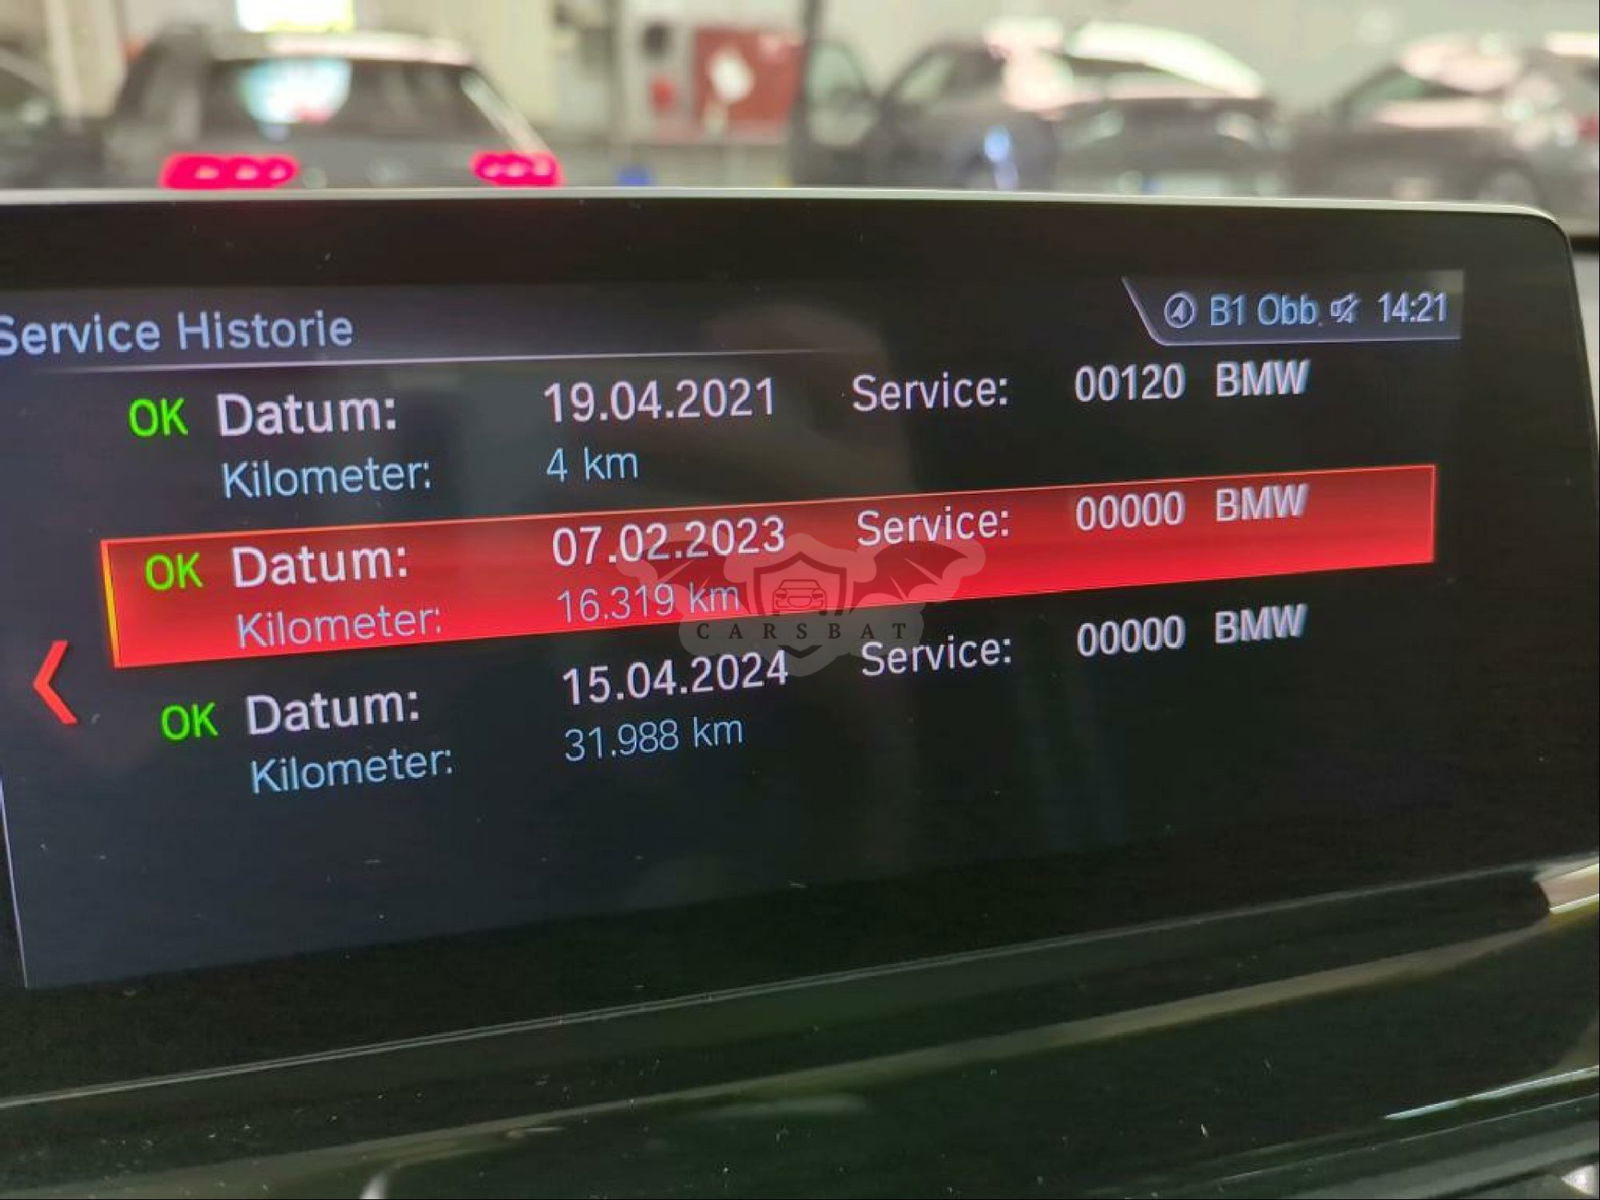 Service Historie
B1 Obb. 14:21
OK Datum: 19.04.2021 Service: 00120 BMW
Kilometer: 4 km
OK Datum: 07.02.2023 Service: 00000 BMW
Kilometer: 16.319 km
CARSBAT
OK Datum: 15.04.2024 Service: 00000 BMW
Kilometer: 31.988 km